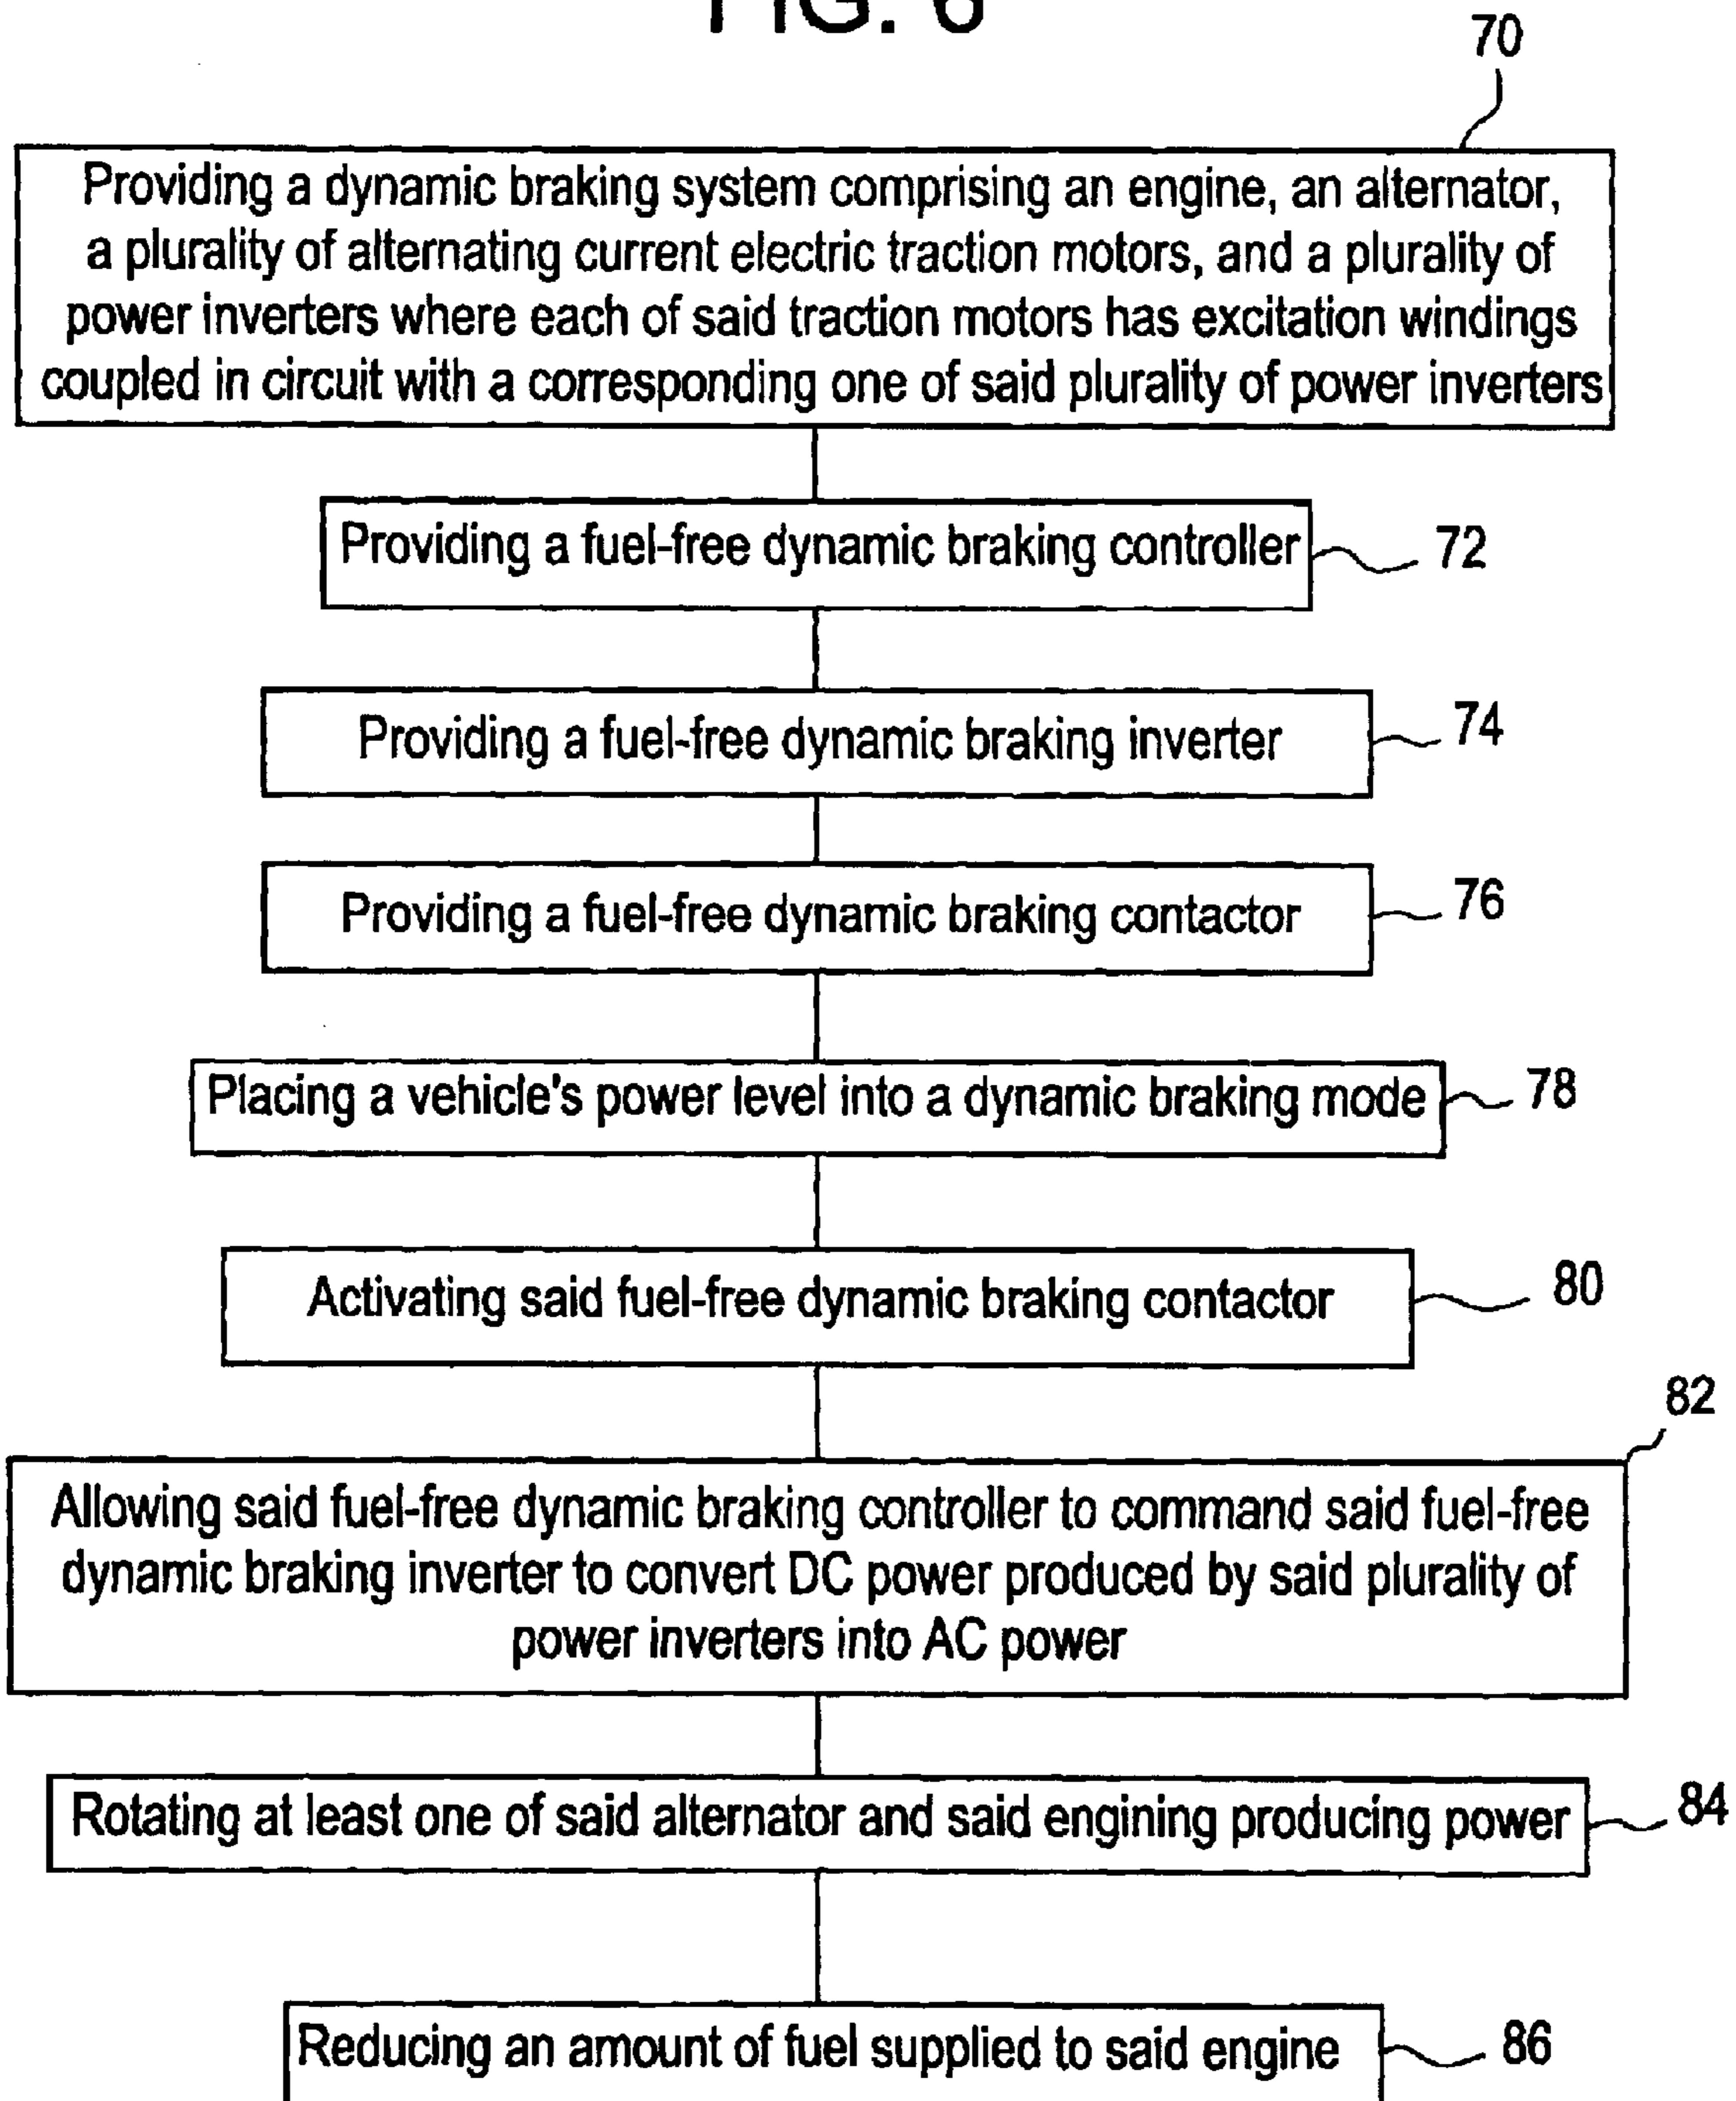 FIG. 6
70
Providing a dynamic braking system comprising an engine, an alternator,
a plurality of alternating current electric traction motors, and a plurality of
power inverters where each of said traction motors has excitation windings
coupled in circuit with a corresponding one of said plurality of power inverters
Providing a fuel-free dynamic braking controller
72
Providing a fuel-free dynamic braking inverter
74
Providing a fuel-free dynamic braking contactor
76
Placing a vehicle's power level into a dynamic braking mode
78
Activating said fuel-free dynamic braking contactor
80
82
Allowing said fuel-free dynamic braking controller to command said fuel-free
dynamic braking inverter to convert DC power produced by said plurality of
power inverters into AC power
Rotating at least one of said alternator and said engining producing power
84
Reducing an amount of fuel supplied to said engine
86